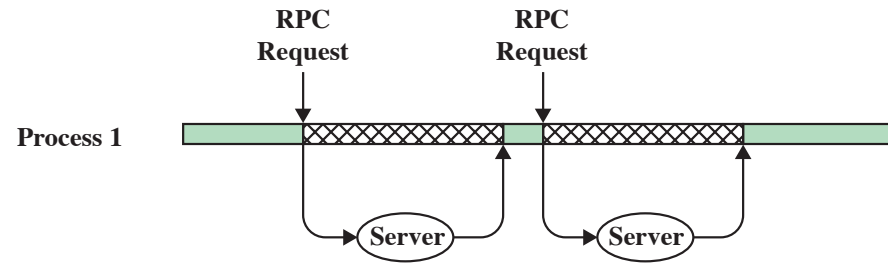 RPC
Request
RPC
Request
Process 1
Server
Server